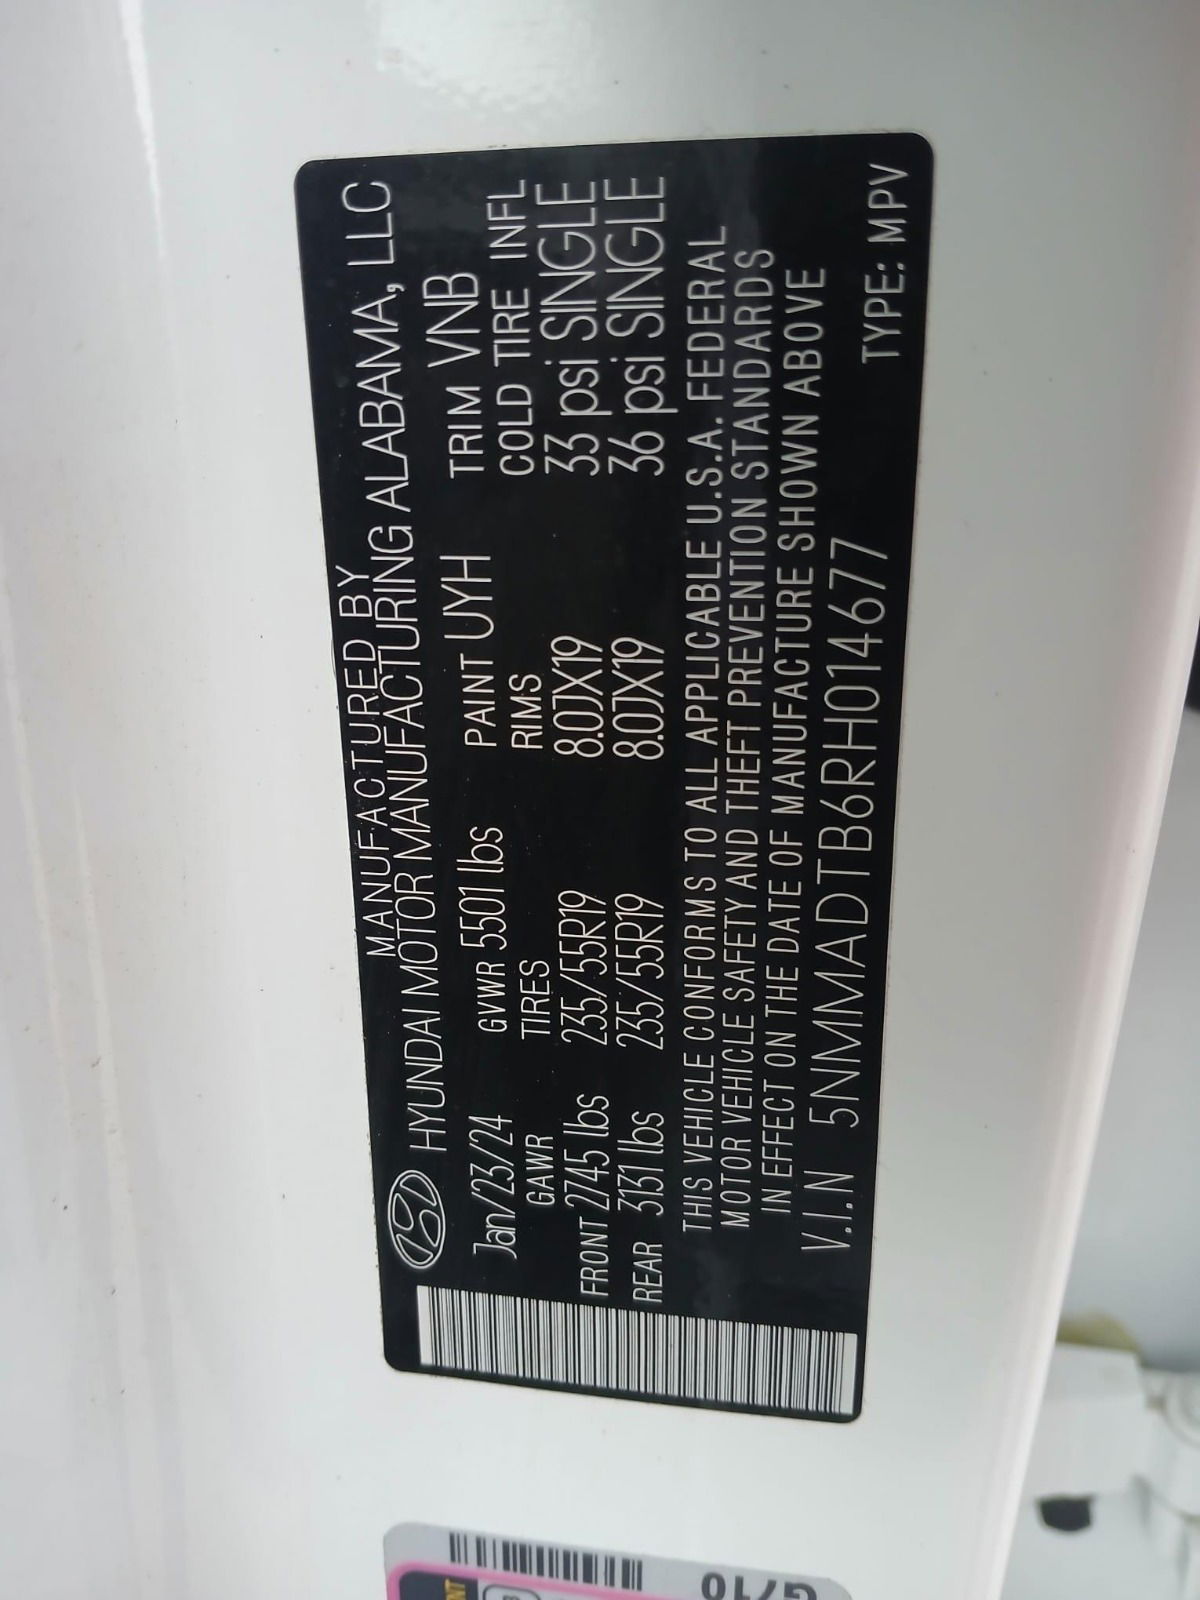 MANUFACTURED BY
HYUNDAI MOTOR MANUFACTURING ALABAMA, LLC
Jan/23/24 GVWR 5501 lbs PAINT UYH TRIM VNB
GAWR TIRES RIMS COLD TIRE INFL
FRONT 2745 lbs 235/55R19 8.0JX19 33 psi SINGLE
REAR 3131 lbs 235/55R19 8.0JX19 36 psi SINGLE
THIS VEHICLE CONFORMS TO ALL APPLICABLE U.S.A. FEDERAL
MOTOR VEHICLE SAFETY AND THEFT PREVENTION STANDARDS
IN EFFECT ON THE DATE OF MANUFACTURE SHOWN ABOVE
V.I.N 5NMMADTB6RH014677 TYPE: MPV
G710